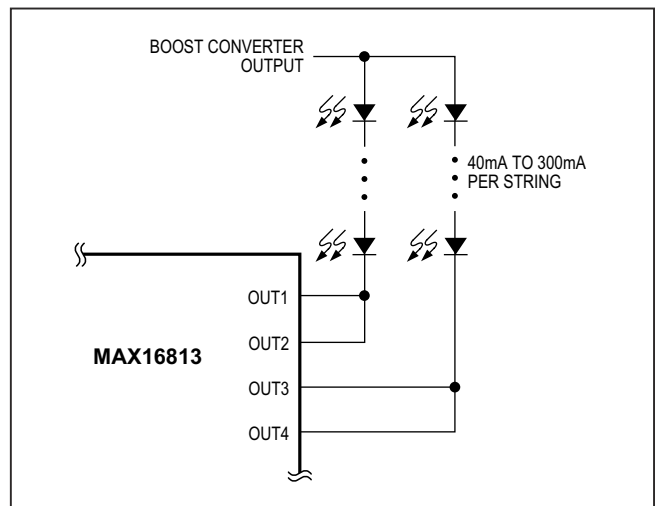 BOOST CONVERTER
OUTPUT
40mA TO 300mA
PER STRING
OUT1
OUT2
MAX16813
OUT3
OUT4